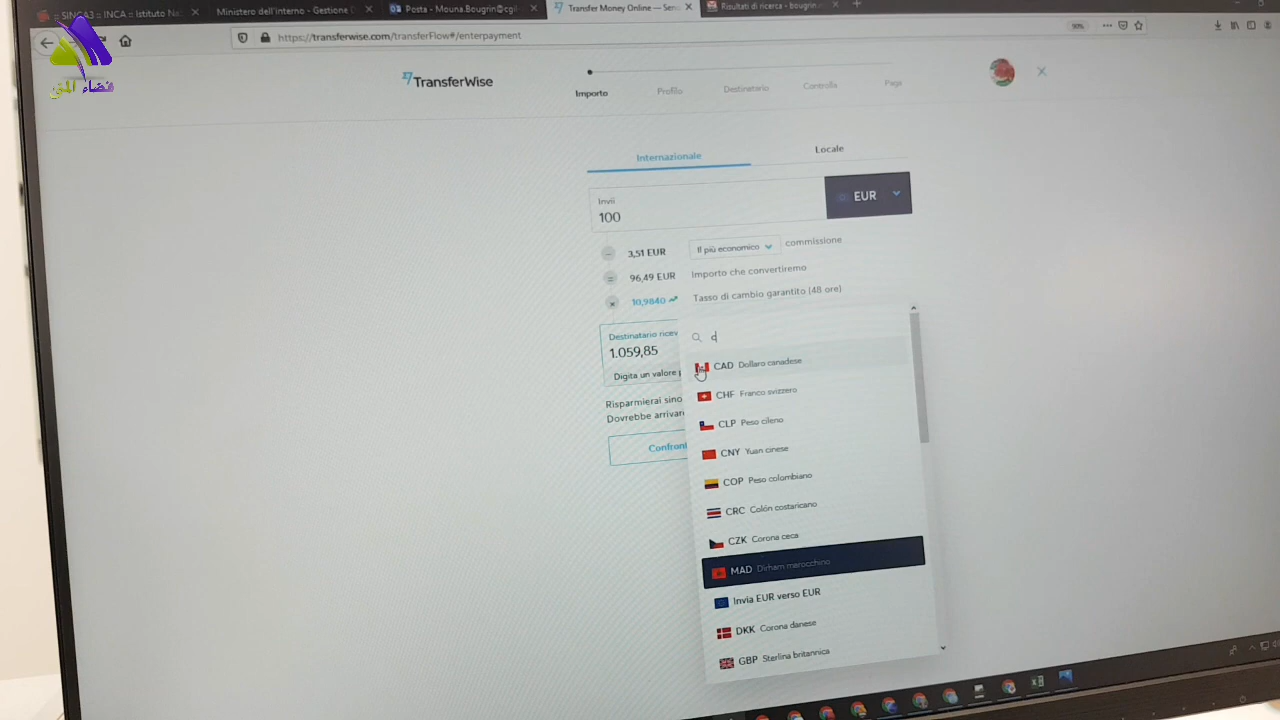 :: SINCA3 :: INCA :: Istituto Na
Ministero dell'interno - Gestione
Posta - Mouna.Bougrin@cgil
Transfer Money Online — Sen
Risultati di ricerca - bougrin
https://transferwise.com/transferFlow#/enterpayment
90%
فضاء المتن
TransferWise
Importo
Profilo
Destinatario
Controlla
Paga
Internazionale
Locale
Invii
100
EUR
3,51 EUR
Il più economico
commissione
96,49 EUR
Importo che convertiremo
10,9840
Tasso di cambio garantito (48 ore)
Destinatario ricev
1.059,85
Digita un valore p
Risparmierai sino
Dovrebbe arrivar
Confron
CAD Dollaro canadese
CHF Franco svizzero
CLP Peso cileno
CNY Yuan cinese
COP Peso colombiano
CRC Colón costaricano
CZK Corona ceca
MAD Dirham marocchino
Invia EUR verso EUR
DKK Corona danese
GBP Sterlina britannica